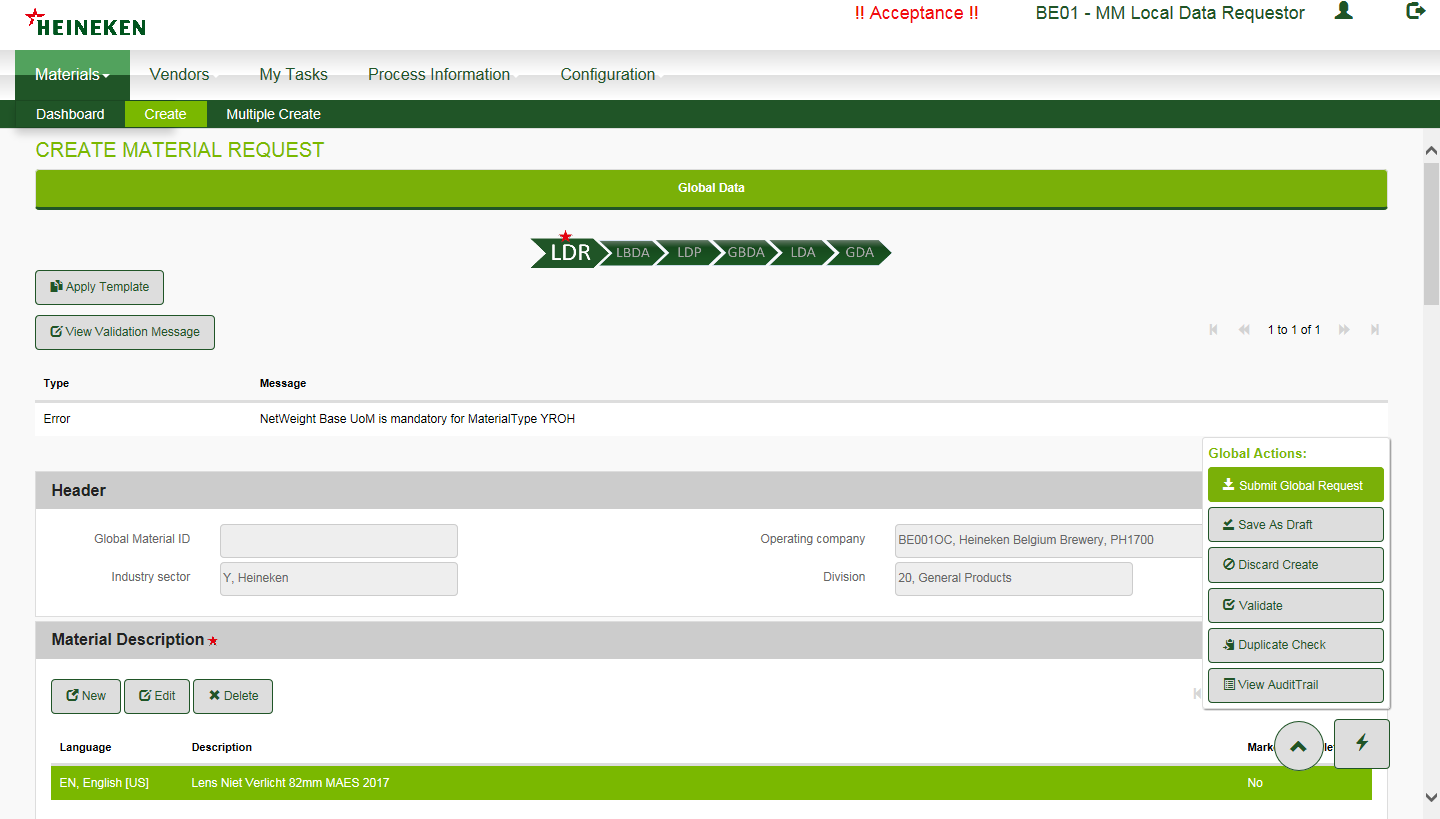 HEINEKEN
!! Acceptance !!
BE01 - MM Local Data Requestor
Materials
Vendors
My Tasks
Process Information
Configuration
Dashboard
Create
Multiple Create
CREATE MATERIAL REQUEST
Global Data
LDR
LBDA
LDP
GBDA
LDA
GDA
Apply Template
View Validation Message
1 to 1 of 1
Type
Message
Error
NetWeight Base UoM is mandatory for MaterialType YROH
Global Actions:
Submit Global Request
Save As Draft
Discard Create
Validate
Duplicate Check
View AuditTrail
Header
Global Material ID
Operating company
BE001OC, Heineken Belgium Brewery, PH1700
Industry sector
Y, Heineken
Division
20, General Products
Material Description
New
Edit
Delete
Language
Description
EN, English [US]
Lens Niet Verlicht 82mm MAES 2017
No